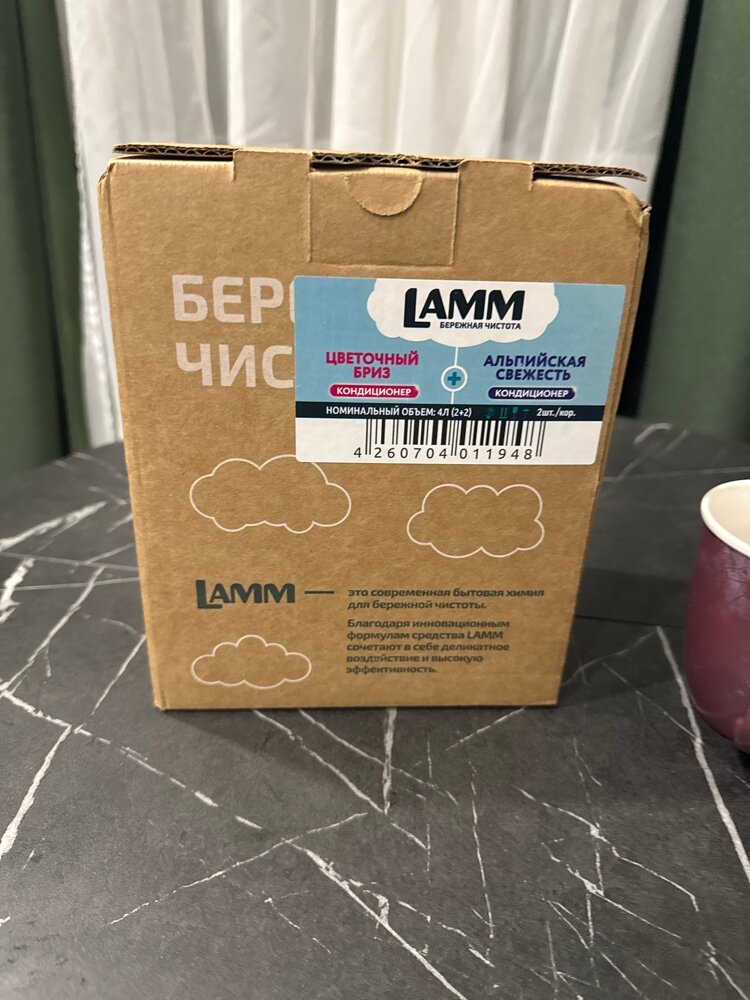 БЕР
ЧИС
LAMM
БЕРЕЖНАЯ ЧИСТОТА
ЦВЕТОЧНЫЙ
БРИЗ
КОНДИЦИОНЕР
+
АЛЬПИЙСКАЯ
СВЕЖЕСТЬ
КОНДИЦИОНЕР
НОМИНАЛЬНЫЙ ОБЪЕМ: 4Л (2+2) 2шт./кор.
4 260704 011948
LAMM — это современная бытовая химия
для бережной чистоты.
Благодаря инновационным
формулам средства LAMM
сочетают в себе деликатное
воздействие и высокую
эффективность.